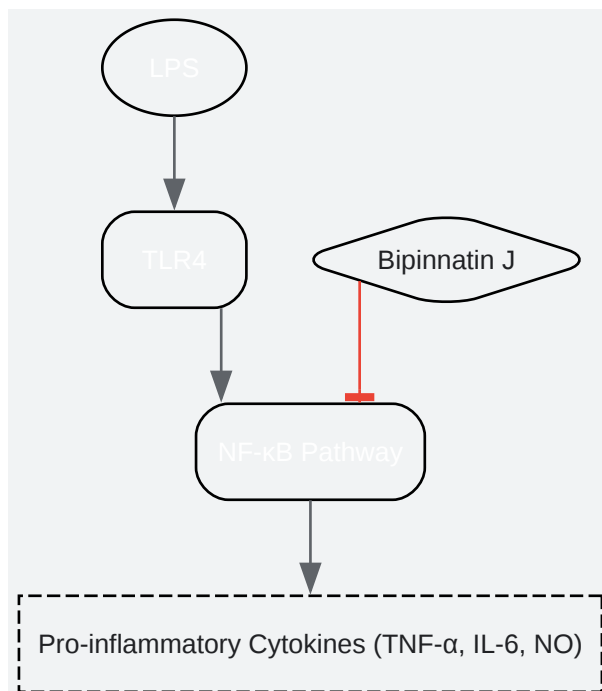 LPS
TLR4
Bipinnatin J
NF-κB Pathway
Pro-inflammatory Cytokines (TNF-α, IL-6, NO)